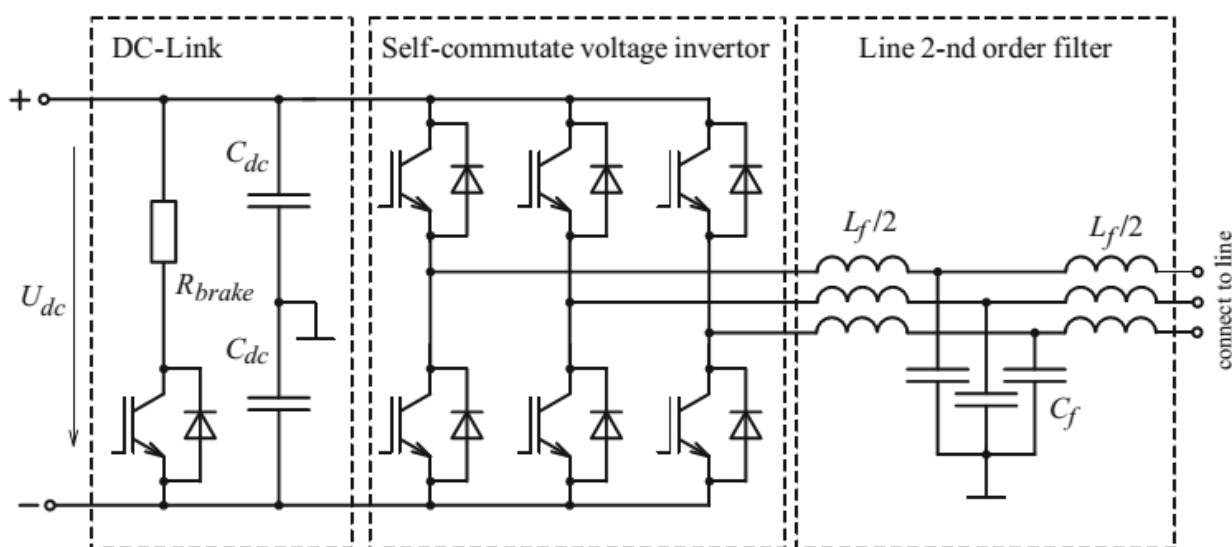 DC-Link
Self-commutate voltage invertor
Line 2-nd order filter
+
C_dc
L_f/2
L_f/2
R_brake
U_dc
C_dc
C_f
−
connect to line